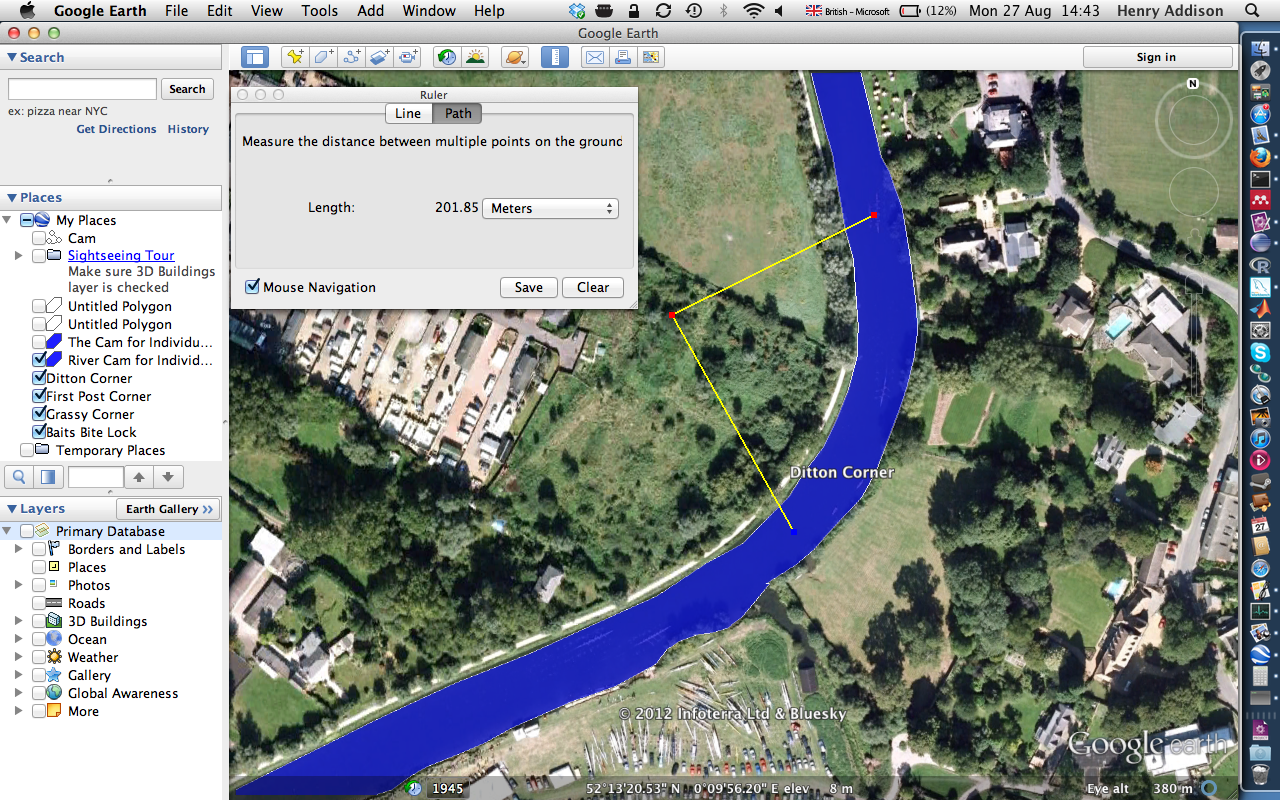 Google Earth File Edit View Tools Add Window Help British – Microsoft (12%) Mon 27 Aug 14:43 Henry Addison
Google Earth
Search
Search
ex: pizza near NYC
Get Directions History
Places
My Places
Cam
Sightseeing Tour
Make sure 3D Buildings
layer is checked
Untitled Polygon
Untitled Polygon
The Cam for Individu...
River Cam for Individ...
Ditton Corner
First Post Corner
Grassy Corner
Baits Bite Lock
Temporary Places
Layers
Earth Gallery >>
Primary Database
Borders and Labels
Places
Photos
Roads
3D Buildings
Ocean
Weather
Gallery
Global Awareness
More
Sign in
Ruler
Line Path
Measure the distance between multiple points on the ground
Length: 201.85 Meters
Mouse Navigation Save Clear
N
Ditton Corner
© 2012 Infoterra Ltd & Bluesky
Google earth
1945 52°13'20.53" N 0°09'56.20" E elev 8 m Eye alt 380 m
27